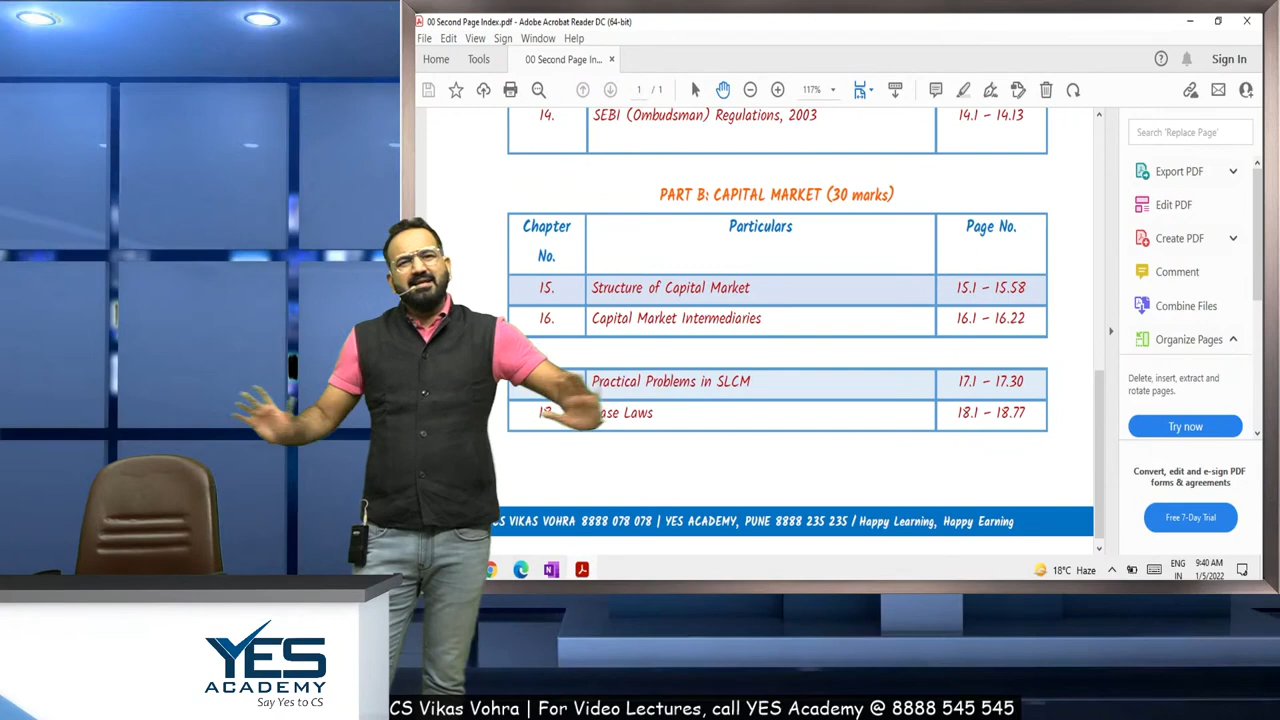 00 Second Page Index.pdf - Adobe Acrobat Reader DC (64-bit)
File Edit View Sign Window Help
Home Tools 00 Second Page In... × Sign In
1 / 1 117%
14. SEBI (Ombudsman) Regulations, 2003 14.1 – 14.13
PART B: CAPITAL MARKET (30 marks)
Chapter No. Particulars Page No.
15. Structure of Capital Market 15.1 – 15.58
16. Capital Market Intermediaries 16.1 – 16.22
Practical Problems in SLCM 17.1 – 17.30
ase Laws 18.1 – 18.77
CS VIKAS VOHRA 8888 078 078 | YES ACADEMY, PUNE 8888 235 235 / Happy Learning, Happy Earning
Search 'Replace Page'
Export PDF
Edit PDF
Create PDF
Comment
Combine Files
Organize Pages
Delete, insert, extract and
rotate pages.
Try now
Convert, edit and e-sign PDF
forms & agreements
Free 7-Day Trial
18°C Haze ENG IN 9:40 AM 1/5/2022
YES
ACADEMY
Say Yes to CS
CS Vikas Vohra | For Video Lectures, call YES Academy @ 8888 545 545